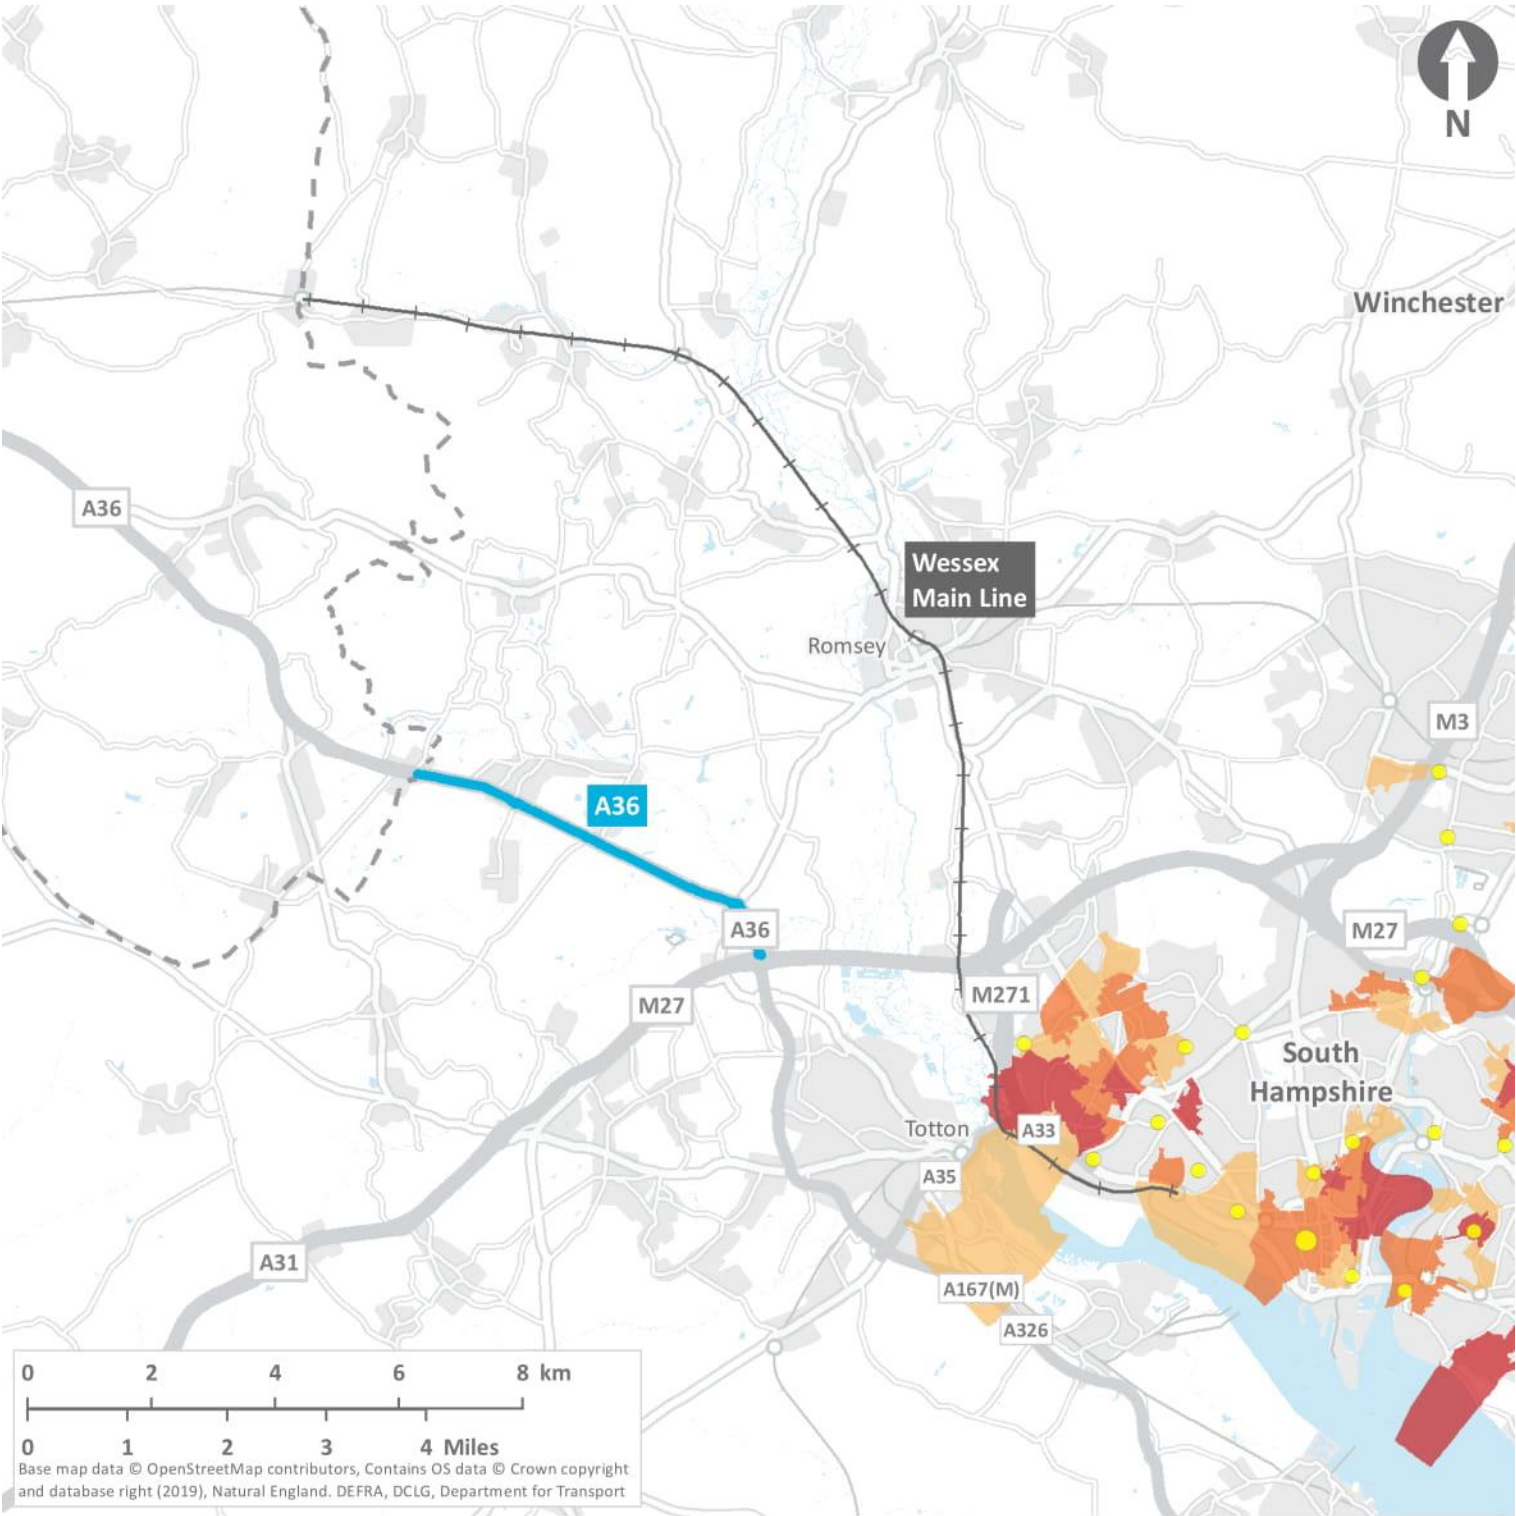 N
Winchester
A36
Wessex
Main Line
Romsey
M3
A36
A36
M27
M271
M27
South
Hampshire
Totton
A33
A35
A31
A167(M)
A326
0 2 4 6 8 km
0 1 2 3 4 Miles
Base map data © OpenStreetMap contributors, Contains OS data © Crown copyright
and database right (2019), Natural England. DEFRA, DCLG, Department for Transport